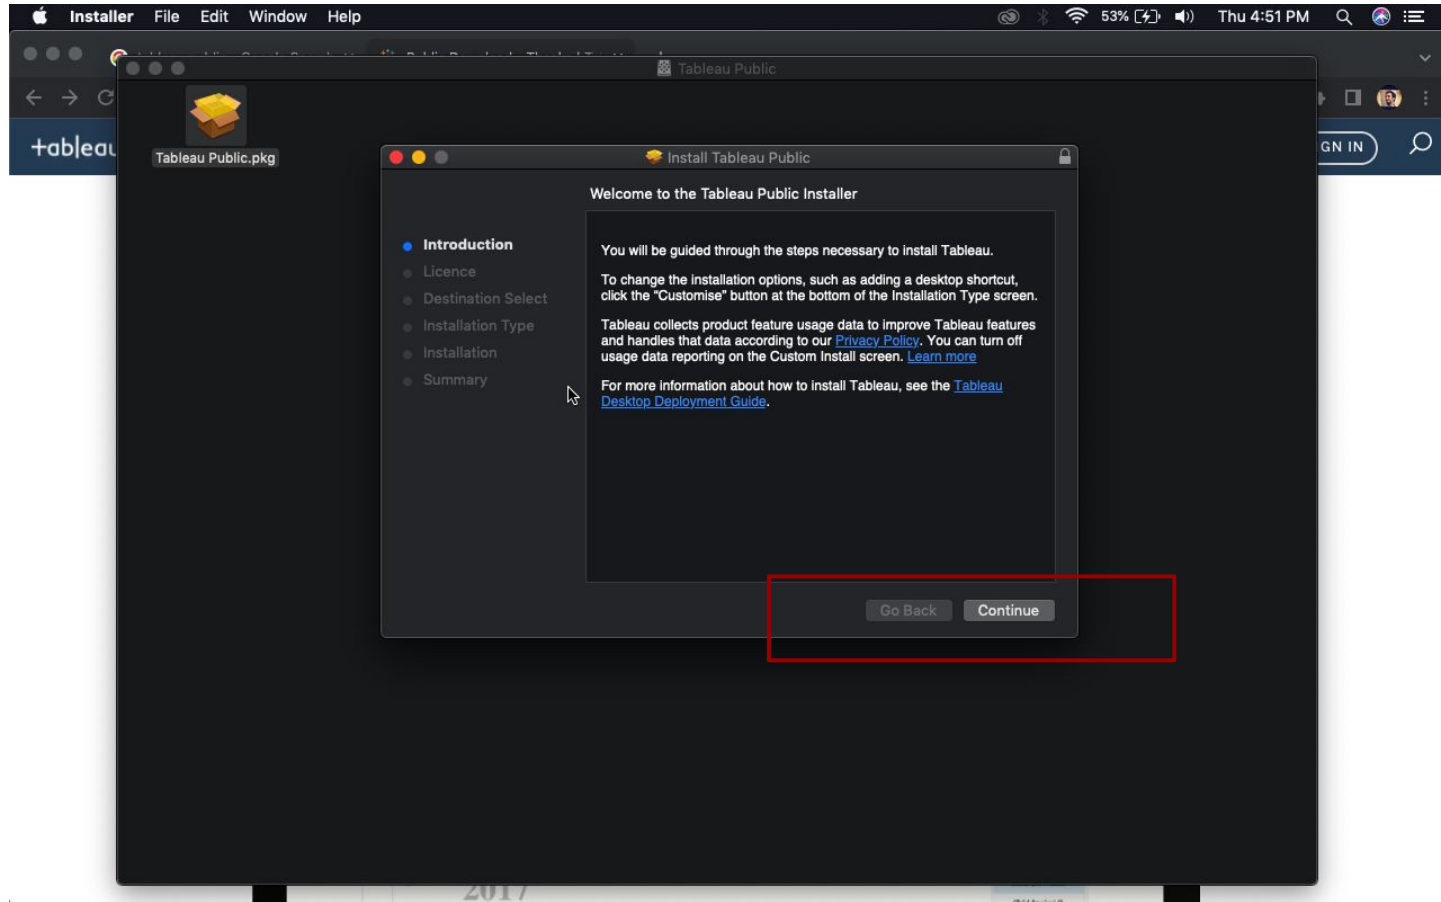 Installer File Edit Window Help 53% Thu 4:51 PM
Tableau Public
+ableau
GN IN
Tableau Public.pkg
Install Tableau Public
Welcome to the Tableau Public Installer
Introduction
Licence
Destination Select
Installation Type
Installation
Summary
You will be guided through the steps necessary to install Tableau.
To change the installation options, such as adding a desktop shortcut,
click the "Customise" button at the bottom of the Installation Type screen.
Tableau collects product feature usage data to improve Tableau features
and handles that data according to our Privacy Policy. You can turn off
usage data reporting on the Custom Install screen. Learn more
For more information about how to install Tableau, see the Tableau
Desktop Deployment Guide.
Go Back Continue
2017